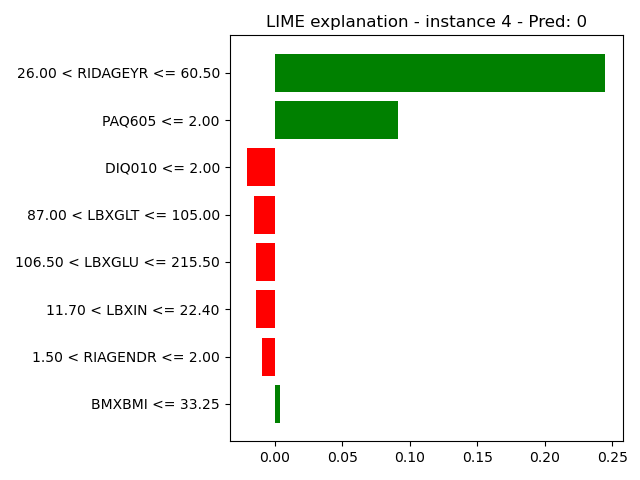 LIME explanation - instance 4 - Pred: 0
26.00 < RIDAGEYR <= 60.50
PAQ605 <= 2.00
DIQ010 <= 2.00
87.00 < LBXGLT <= 105.00
106.50 < LBXGLU <= 215.50
11.70 < LBXIN <= 22.40
1.50 < RIAGENDR <= 2.00
BMXBMI <= 33.25
0.00 0.05 0.10 0.15 0.20 0.25